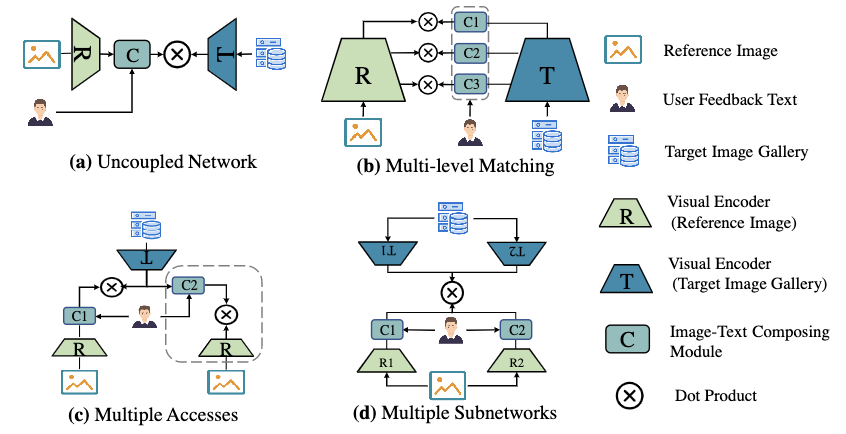 R
C
T
(a) Uncoupled Network
R
C1
C2
C3
T
(b) Multi-level Matching
T
C1
C2
R
R
(c) Multiple Accesses
T1
T2
C1
C2
R1
R2
(d) Multiple Subnetworks
Reference Image
User Feedback Text
Target Image Gallery
R
Visual Encoder
(Reference Image)
T
Visual Encoder
(Target Image Gallery)
C
Image-Text Composing
Module
Dot Product